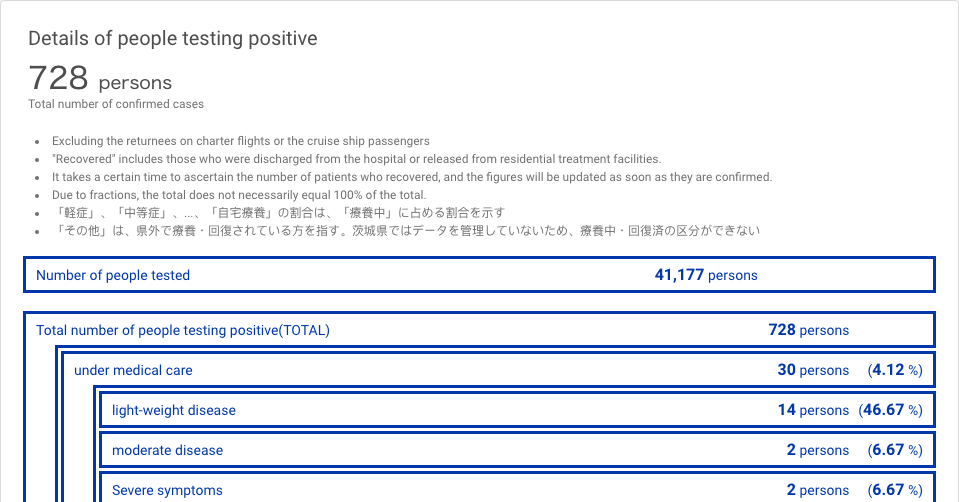 Details of people testing positive
728 persons
Total number of confirmed cases
Excluding the returnees on charter flights or the cruise ship passengers
"Recovered" includes those who were discharged from the hospital or released from residential treatment facilities.
It takes a certain time to ascertain the number of patients who recovered, and the figures will be updated as soon as they are confirmed.
Due to fractions, the total does not necessarily equal 100% of the total.
「軽症」、「中等症」、...、「自宅療養」の割合は、「療養中」に占める割合を示す
「その他」は、県外で療養・回復されている方を指す。茨城県ではデータを管理していないため、療養中・回復済の区分ができない
Number of people tested 41,177 persons
Total number of people testing positive(TOTAL) 728 persons
under medical care 30 persons (4.12 %)
light-weight disease 14 persons (46.67 %)
moderate disease 2 persons (6.67 %)
Severe symptoms 2 persons (6.67 %)